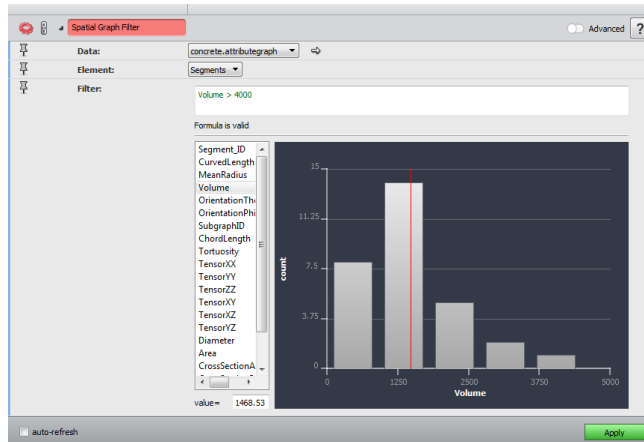 Spatial Graph Filter
Advanced
?
Data:
concrete.attributegraph
Element:
Segments
Filter:
Volume > 4000
Formula is valid
Segment_ID
CurvedLength
MeanRadius
Volume
OrientationThe
OrientationPhi
SubgraphID
ChordLength
Tortuosity
TensorXX
TensorYY
TensorZZ
TensorXY
TensorXZ
TensorYZ
Diameter
Area
CrossSectionA
value= 1468.53
count
15
11.25
7.5
3.75
0
0 1250 2500 3750 5000
Volume
auto-refresh
Apply